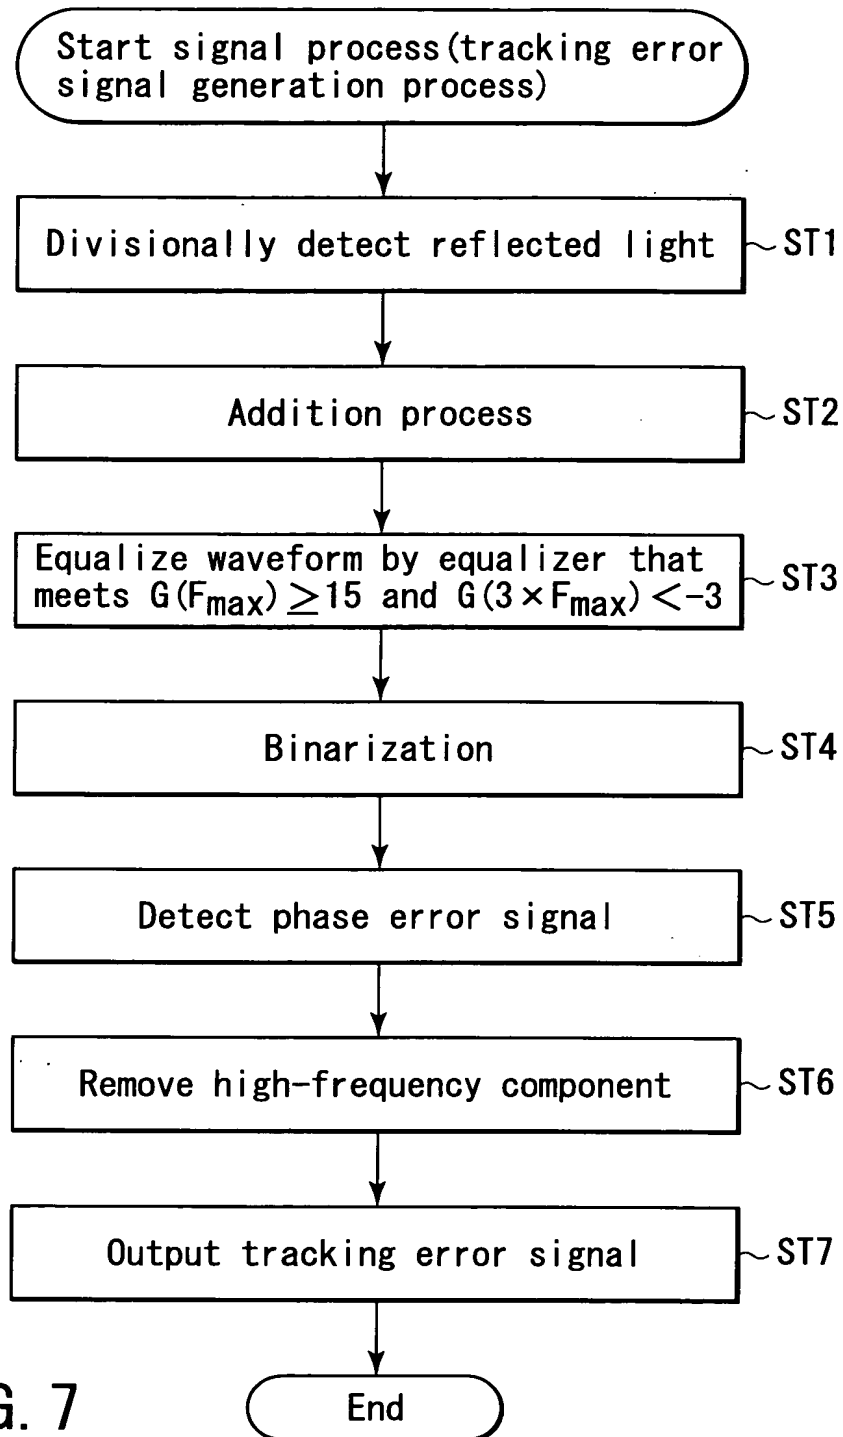 Start signal process(tracking error
signal generation process)
Divisionally detect reflected light
ST1
Addition process
ST2
Equalize waveform by equalizer that
meets G(Fmax)≥15 and G(3×Fmax)<-3
ST3
Binarization
ST4
Detect phase error signal
ST5
Remove high-frequency component
ST6
Output tracking error signal
ST7
End
G. 7